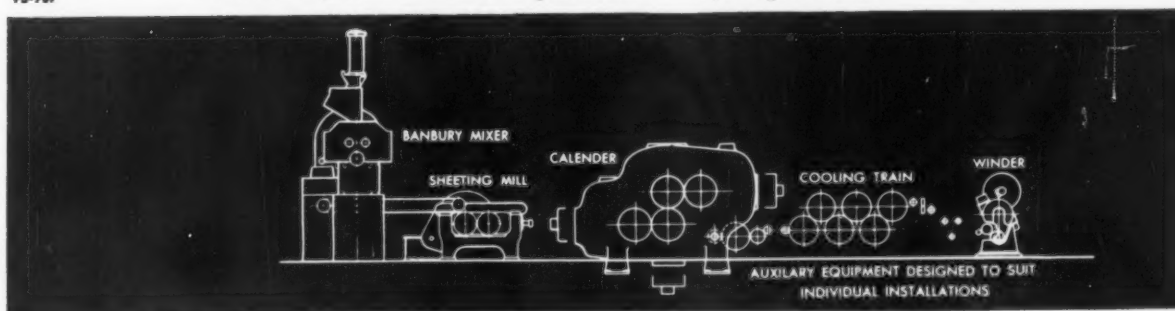 BANBURY MIXER
SHEETING MILL
CALENDER
COOLING TRAIN
WINDER
AUXILARY EQUIPMENT DESIGNED TO SUIT
INDIVIDUAL INSTALLATIONS